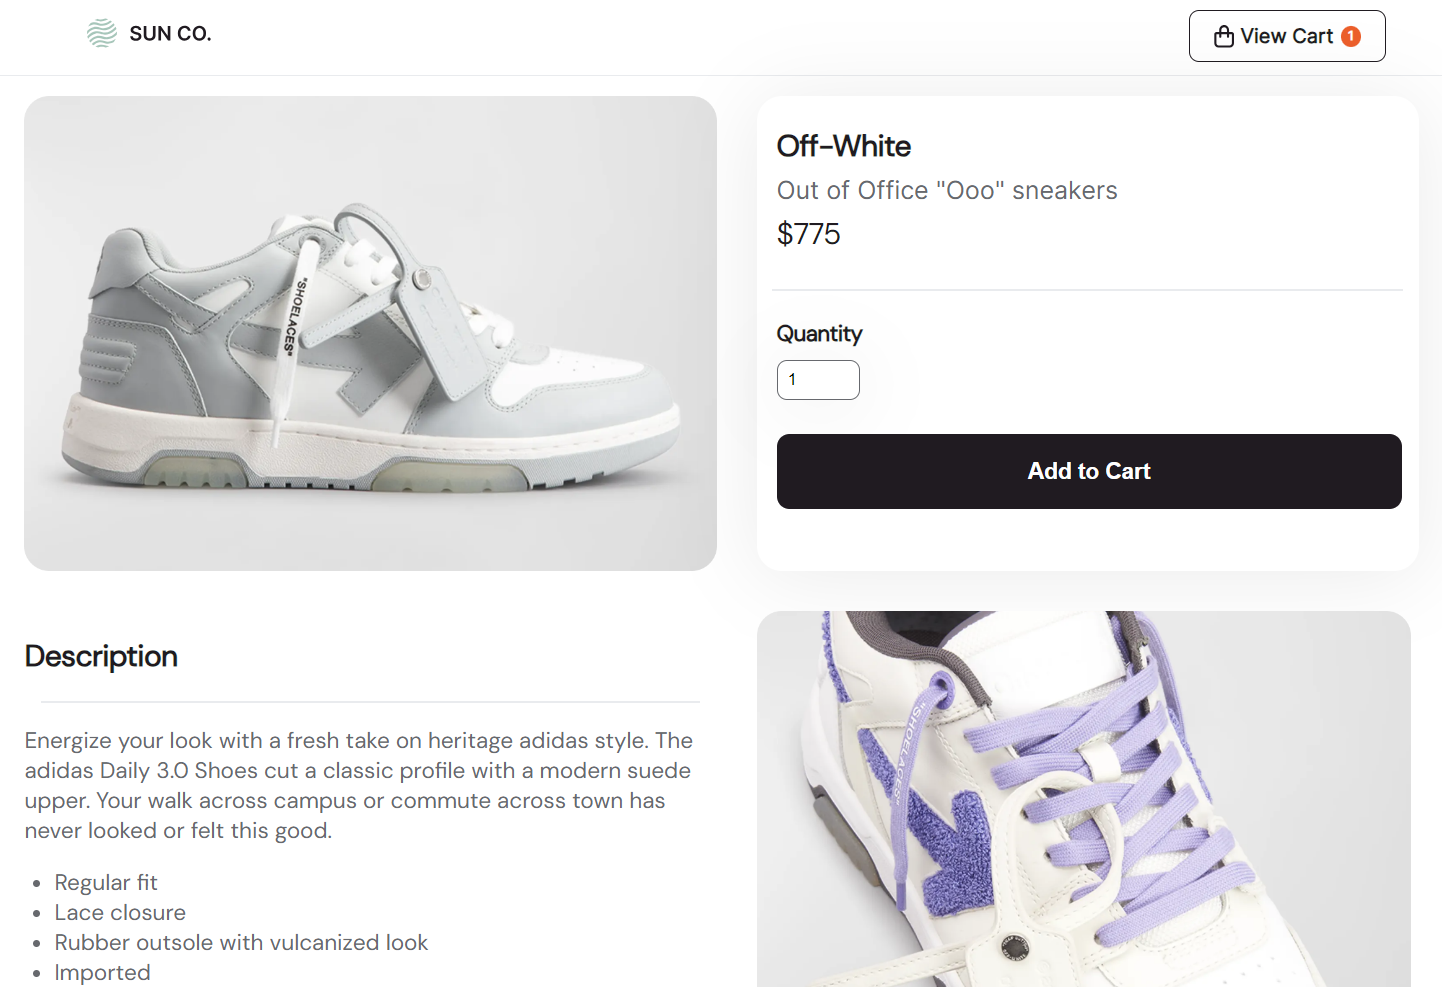 SUN CO.
View Cart 1
"SHOELACES"
Off-White
Out of Office "Ooo" sneakers
$775
Quantity
1
Add to Cart
Description
Energize your look with a fresh take on heritage adidas style. The
adidas Daily 3.0 Shoes cut a classic profile with a modern suede
upper. Your walk across campus or commute across town has
never looked or felt this good.
• Regular fit
• Lace closure
• Rubber outsole with vulcanized look
• Imported
"SHOELACES"